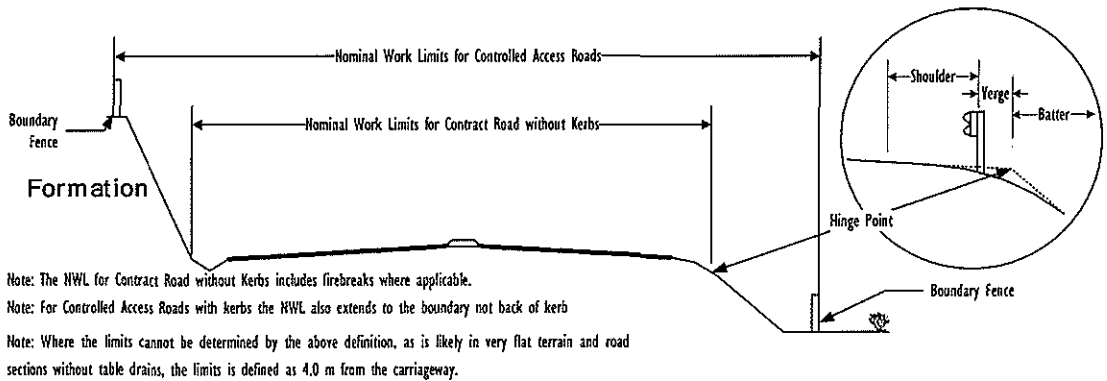 Nominal Work Limits for Controlled Access Roads
Shoulder
Verge
Batter
Boundary
Fence
Nominal Work Limits for Contract Road without Kerbs
Formation
Hinge Point
Boundary Fence
Note: The NWL for Contract Road without Kerbs includes firebreaks where applicable.
Note: For Controlled Access Roads with kerbs the NWL also extends to the boundary not back of kerb
Note: Where the limits cannot be determined by the above definition, as is likely in very flat terrain and road
sections without table drains, the limits is defined as 4.0 m from the carriageway.